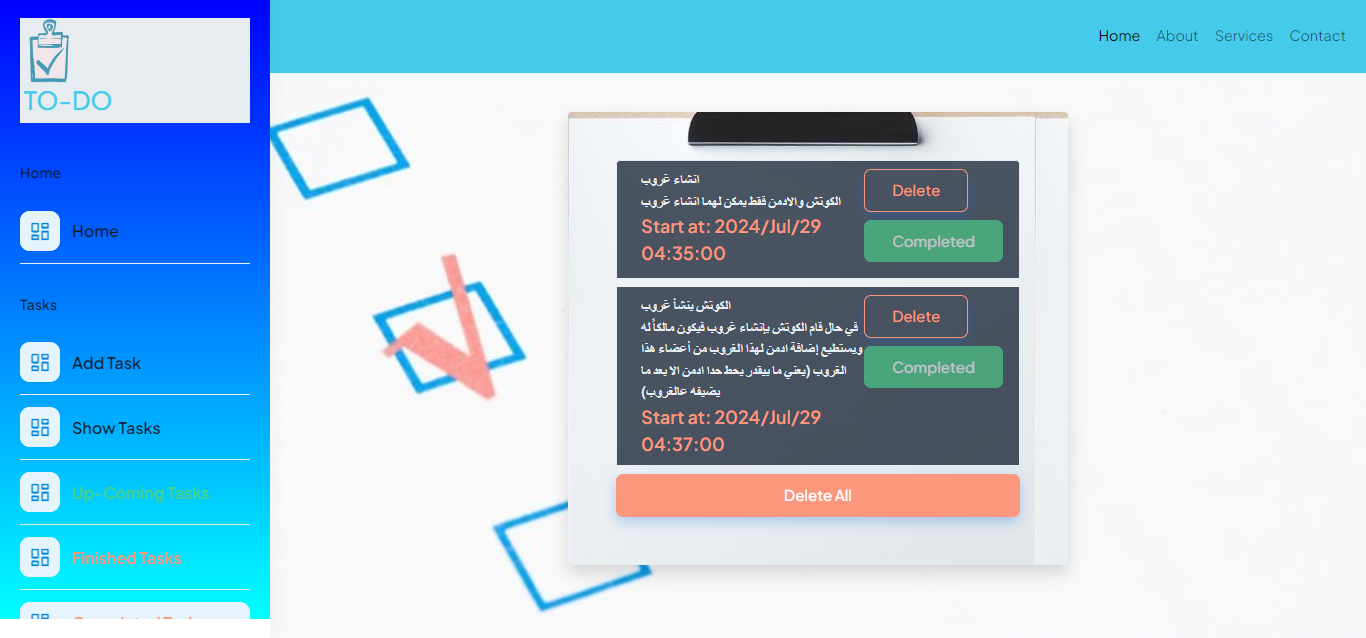 TO-DO
Home
Home
Tasks
Add Task
Show Tasks
Up-Coming Tasks
Finished Tasks
Home About Services Contact
انشاء غروب
الكوتش والادمن فقط يمكن لهما انشاء غروب
Start at: 2024/Jul/29
04:35:00
Delete
Completed
الكوتش ينشأ غروب
في حال قام الكوتش بإنشاء غروب فيكون مالكاً له
ويستطيع إضافة ادمن لهذا الغروب من أعضاء هذا
الغروب (يعني ما بيقدر يحط حدا ادمن الا بعد ما
يضيفه عالغروب)
Start at: 2024/Jul/29
04:37:00
Delete
Completed
Delete All